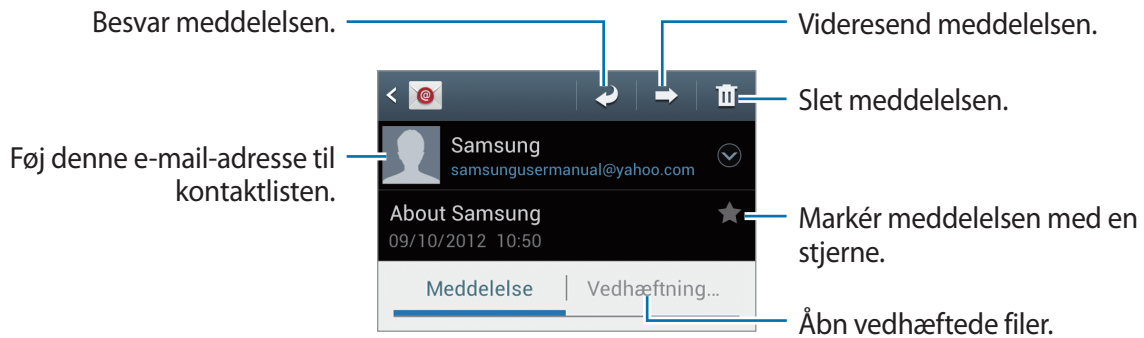 Besvar meddelelsen.
Videresend meddelelsen.
Slet meddelelsen.
Føj denne e-mail-adresse til
kontaktlisten.
Samsung
samsungusermanual@yahoo.com
About Samsung
09/10/2012 10:50
Markér meddelelsen med en
stjerne.
Meddelelse
Vedhæftning...
Åbn vedhæftede filer.